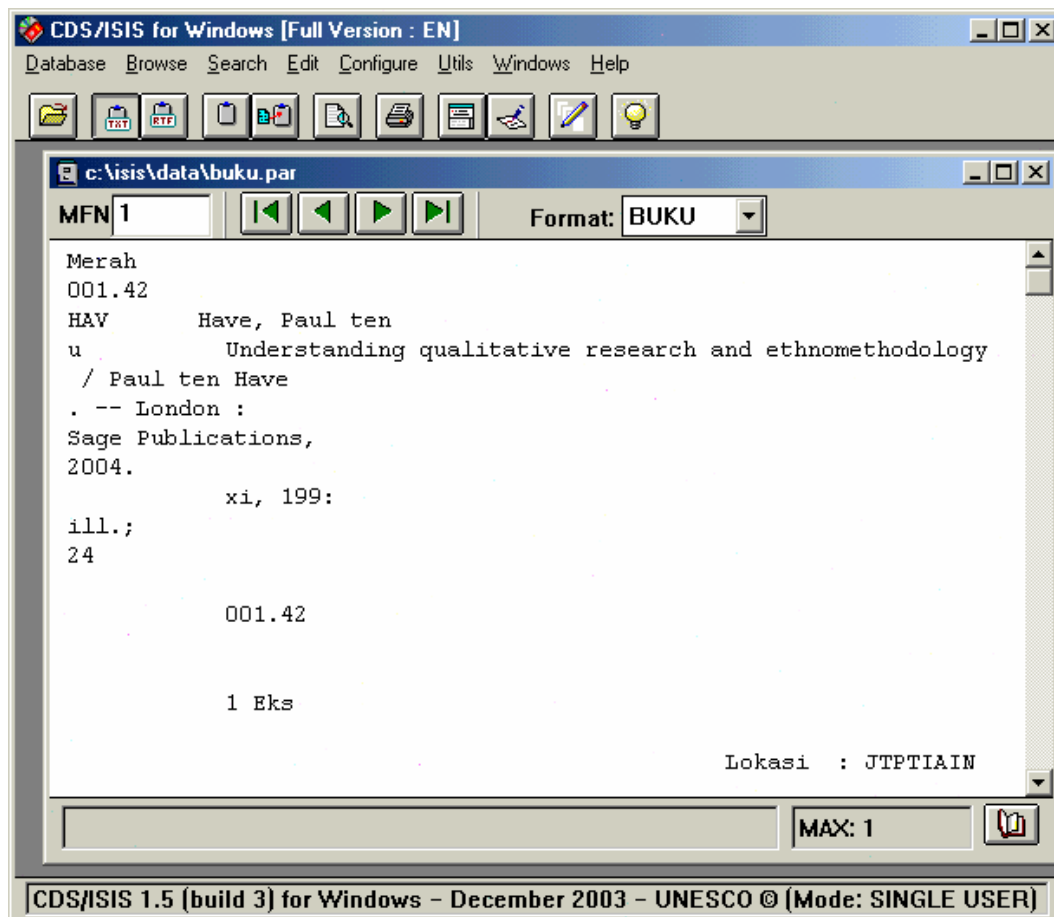 CDS/ISIS for Windows [Full Version : EN]
Database Browse Search Edit Configure Utils Windows Help
TXT RTF
c:\isis\data\buku.par
MFN 1 Format: BUKU
Merah
001.42
HAV Have, Paul ten
u Understanding qualitative research and ethnomethodology
/ Paul ten Have
. -- London :
Sage Publications,
2004.
xi, 199:
ill.;
24
001.42
1 Eks
Lokasi : JTPTIAIN
MAX: 1
CDS/ISIS 1.5 (build 3) for Windows - December 2003 - UNESCO © (Mode: SINGLE USER)